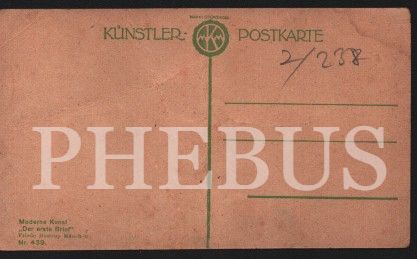 KÜNSTLER- POSTKARTE
2/238
PHEBUS
Moderne Kunst
„Der erste Brief"
Nr. 439.